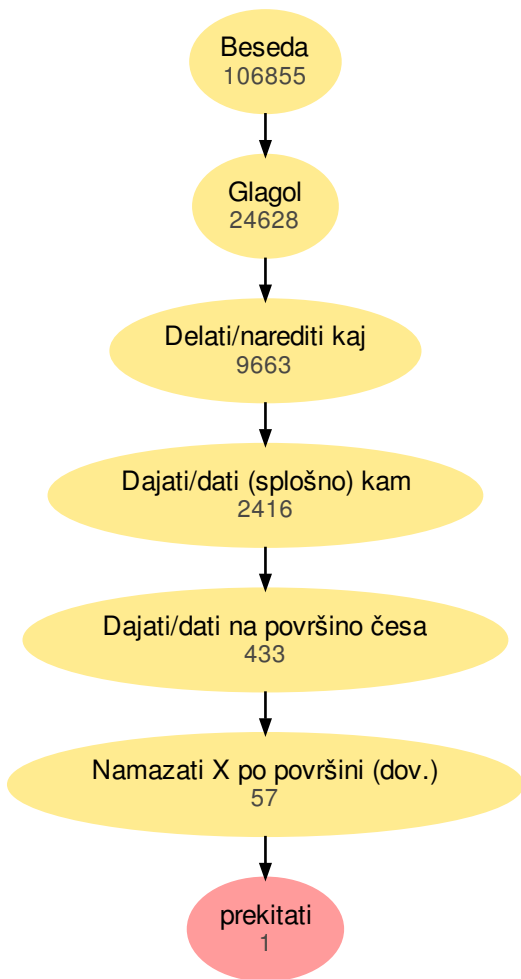 Beseda
106855
Glagol
24628
Delati/narediti kaj
9663
Dajati/dati (splošno) kam
2416
Dajati/dati na površino česa
433
Namazati X po površini (dov.)
57
prekitati
1